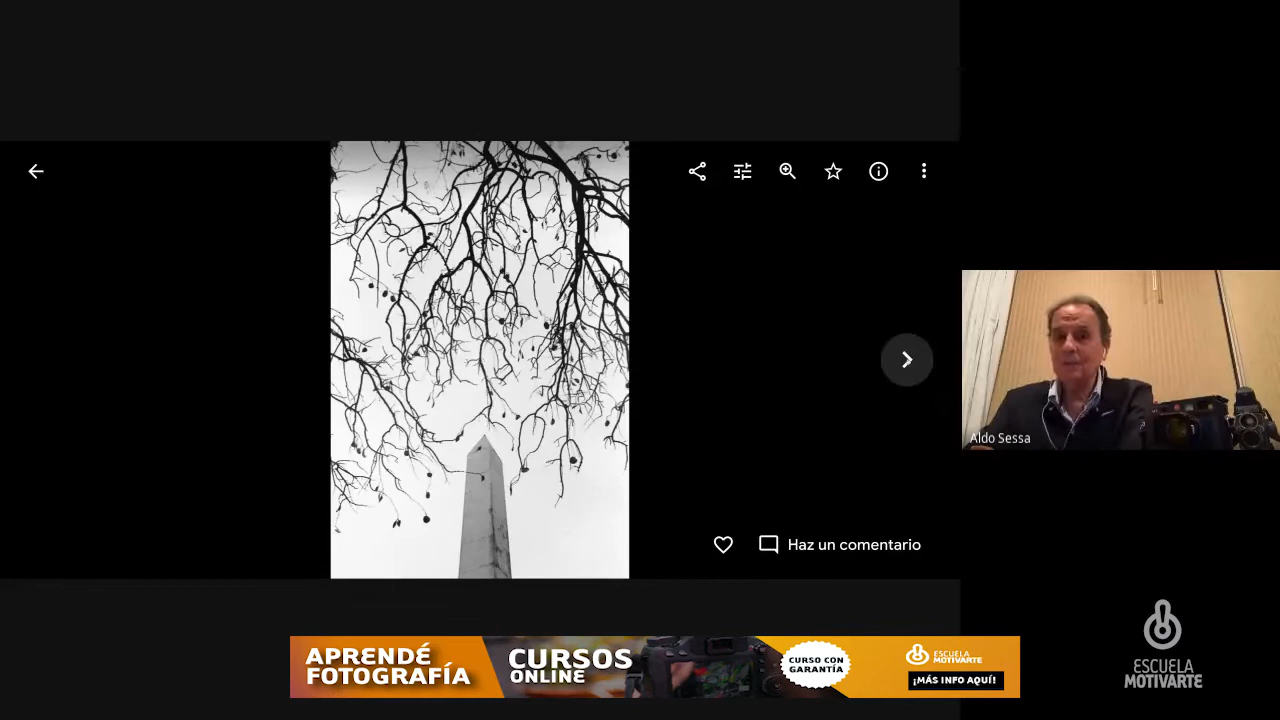 Aldo Sessa
Haz un comentario
APRENDÉ
FOTOGRAFÍA
CURSOS
ONLINE
CURSO CON
GARANTÍA
ESCUELA
MOTIVARTE
¡MÁS INFO AQUÍ!
ESCUELA
MOTIVARTE